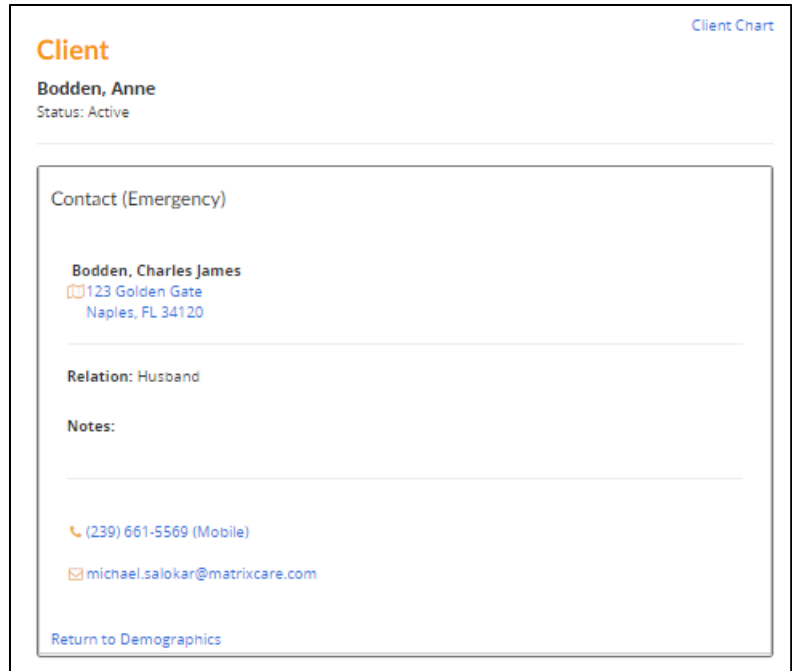 Client Chart
Client
Bodden, Anne
Status: Active
Contact (Emergency)
Bodden, Charles James
123 Golden Gate
Naples, FL 34120
Relation: Husband
Notes:
(239) 661-5569 (Mobile)
michael.salokar@matrixcare.com
Return to Demographics